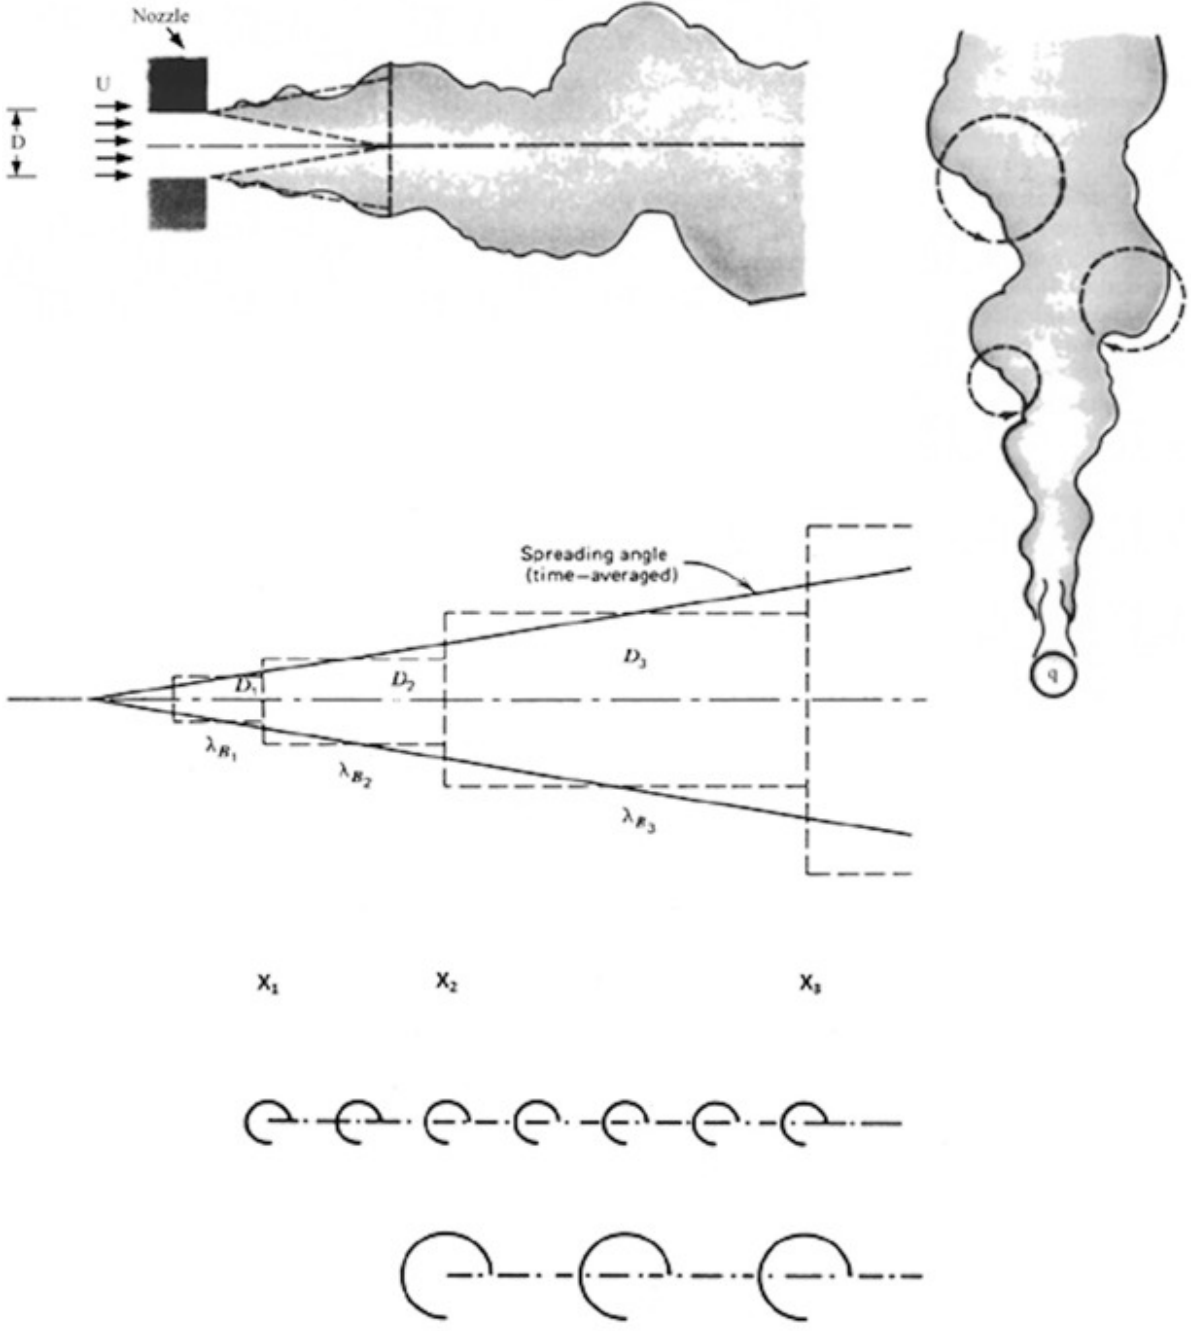 Nozzle
U
D
q
Spreading angle
(time—averaged)
D₁
D₂
D₃
λB₁
λB₂
λB₃
X₁
X₂
X₃